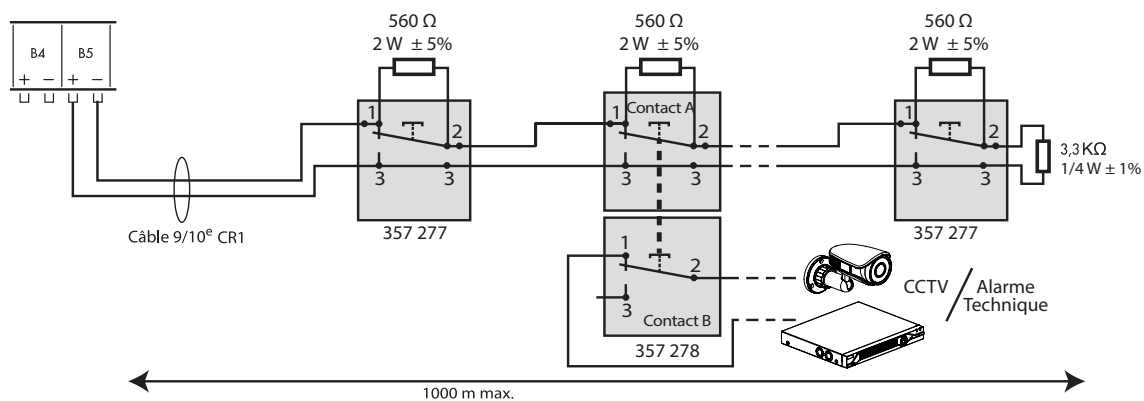 560 Ω
2 W ± 5%
560 Ω
2 W ± 5%
560 Ω
2 W ± 5%
B4
B5
+ − + −
Contact A
1
2
3
3
1
2
3
3
1
2
3
3
3,3 KΩ
1/4 W ± 1%
Câble 9/10e CR1
357 277
357 277
1
2
3
Contact B
357 278
CCTV / Alarme
Technique
1000 m max.